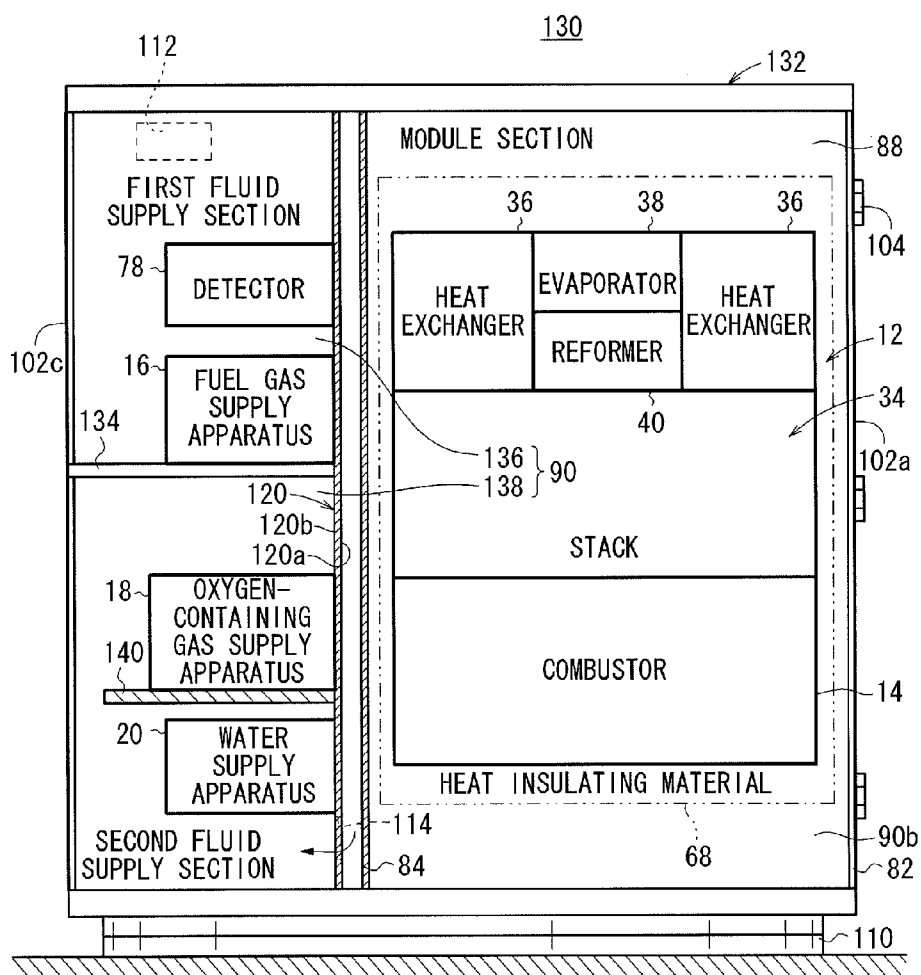 130
112
132
MODULE SECTION
88
FIRST FLUID
SUPPLY SECTION
36
38
36
104
78
DETECTOR
HEAT
EXCHANGER
EVAPORATOR
REFORMER
HEAT
EXCHANGER
12
102c
16
FUEL GAS
SUPPLY
APPARATUS
34
40
134
136
138
90
102a
120
120b
120a
STACK
18
OXYGEN-
CONTAINING
GAS SUPPLY
APPARATUS
140
COMBUSTOR
14
20
WATER
SUPPLY
APPARATUS
HEAT INSULATING MATERIAL
114
SECOND FLUID
SUPPLY SECTION
84
68
90b
82
110